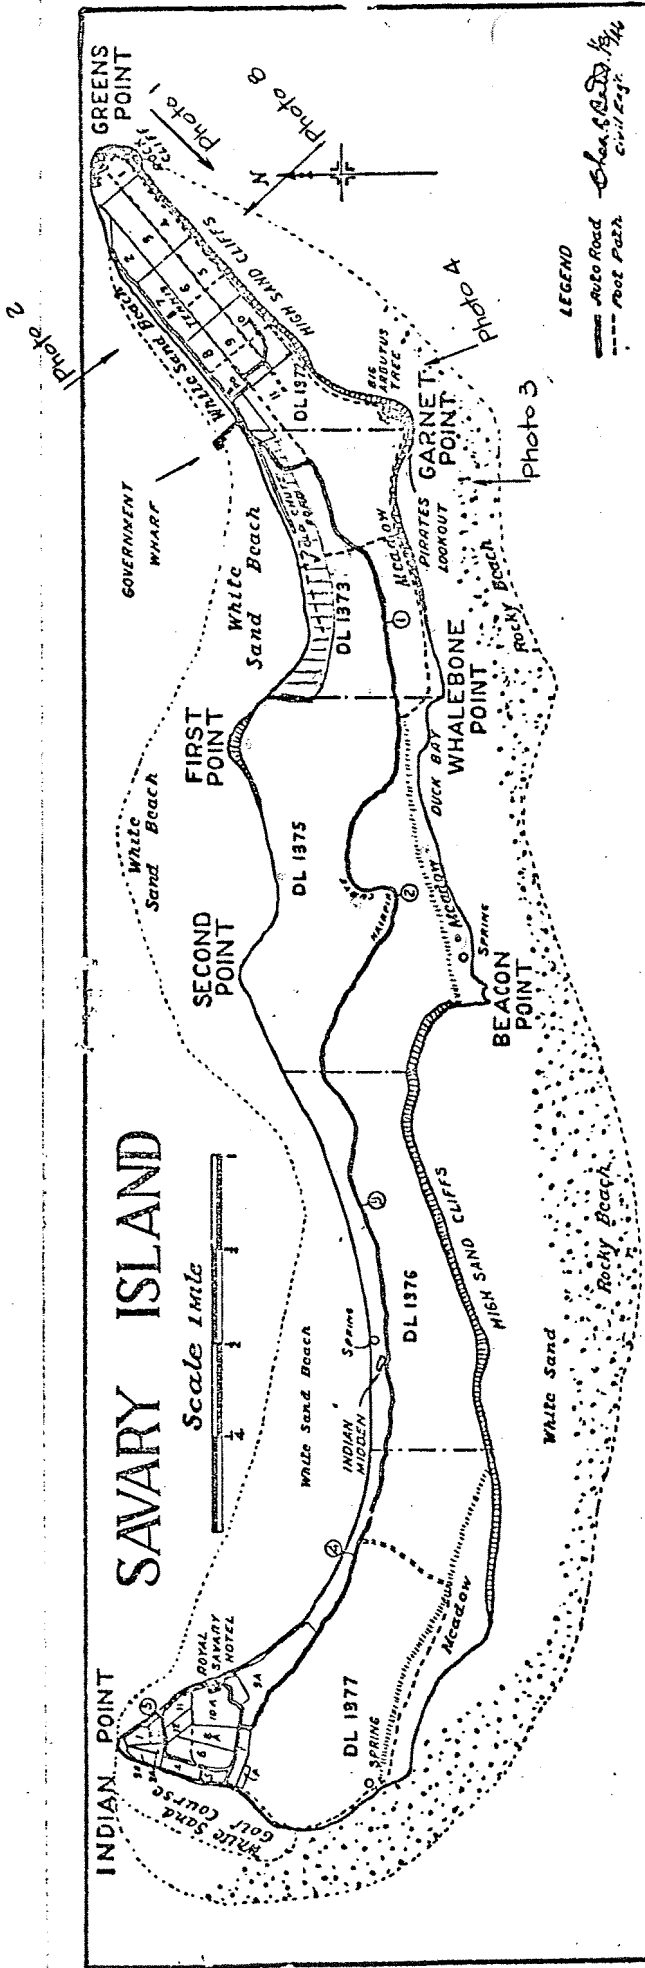 SAVARY ISLAND
Scale 1 Mile
INDIAN POINT
White Sand
Golf Course
ROYAL
SAVARY
HOTEL
DL 1377
SPRING
Meadow
INDIAN
MIDDEN
SPRING
White Sand Beach
DL 1376
HIGH SAND CLIFFS
White Sand
Rocky Beach
SECOND
POINT
BEACON
POINT
SPRING
Meadow
HAIRPIN
DUCK BAY
DL 1375
White
Sand Beach
FIRST
POINT
WHALEBONE
POINT
DL 1373
White
Sand Beach
Meadow
PIRATES
LOOKOUT
Rocky Beach
GOVERNMENT
WHARF
GARNET
POINT
BIG
ARBUTUS
TREE
DL 1372
White Sand Beach
TENNIS
HIGH SAND CLIFFS
ROCK
CLIFF
GREENS
POINT
Photo 1
Photo 2
Photo 3
Photo 4
Photo 8
N
LEGEND
Auto Road
Foot Path
Civil Engr.